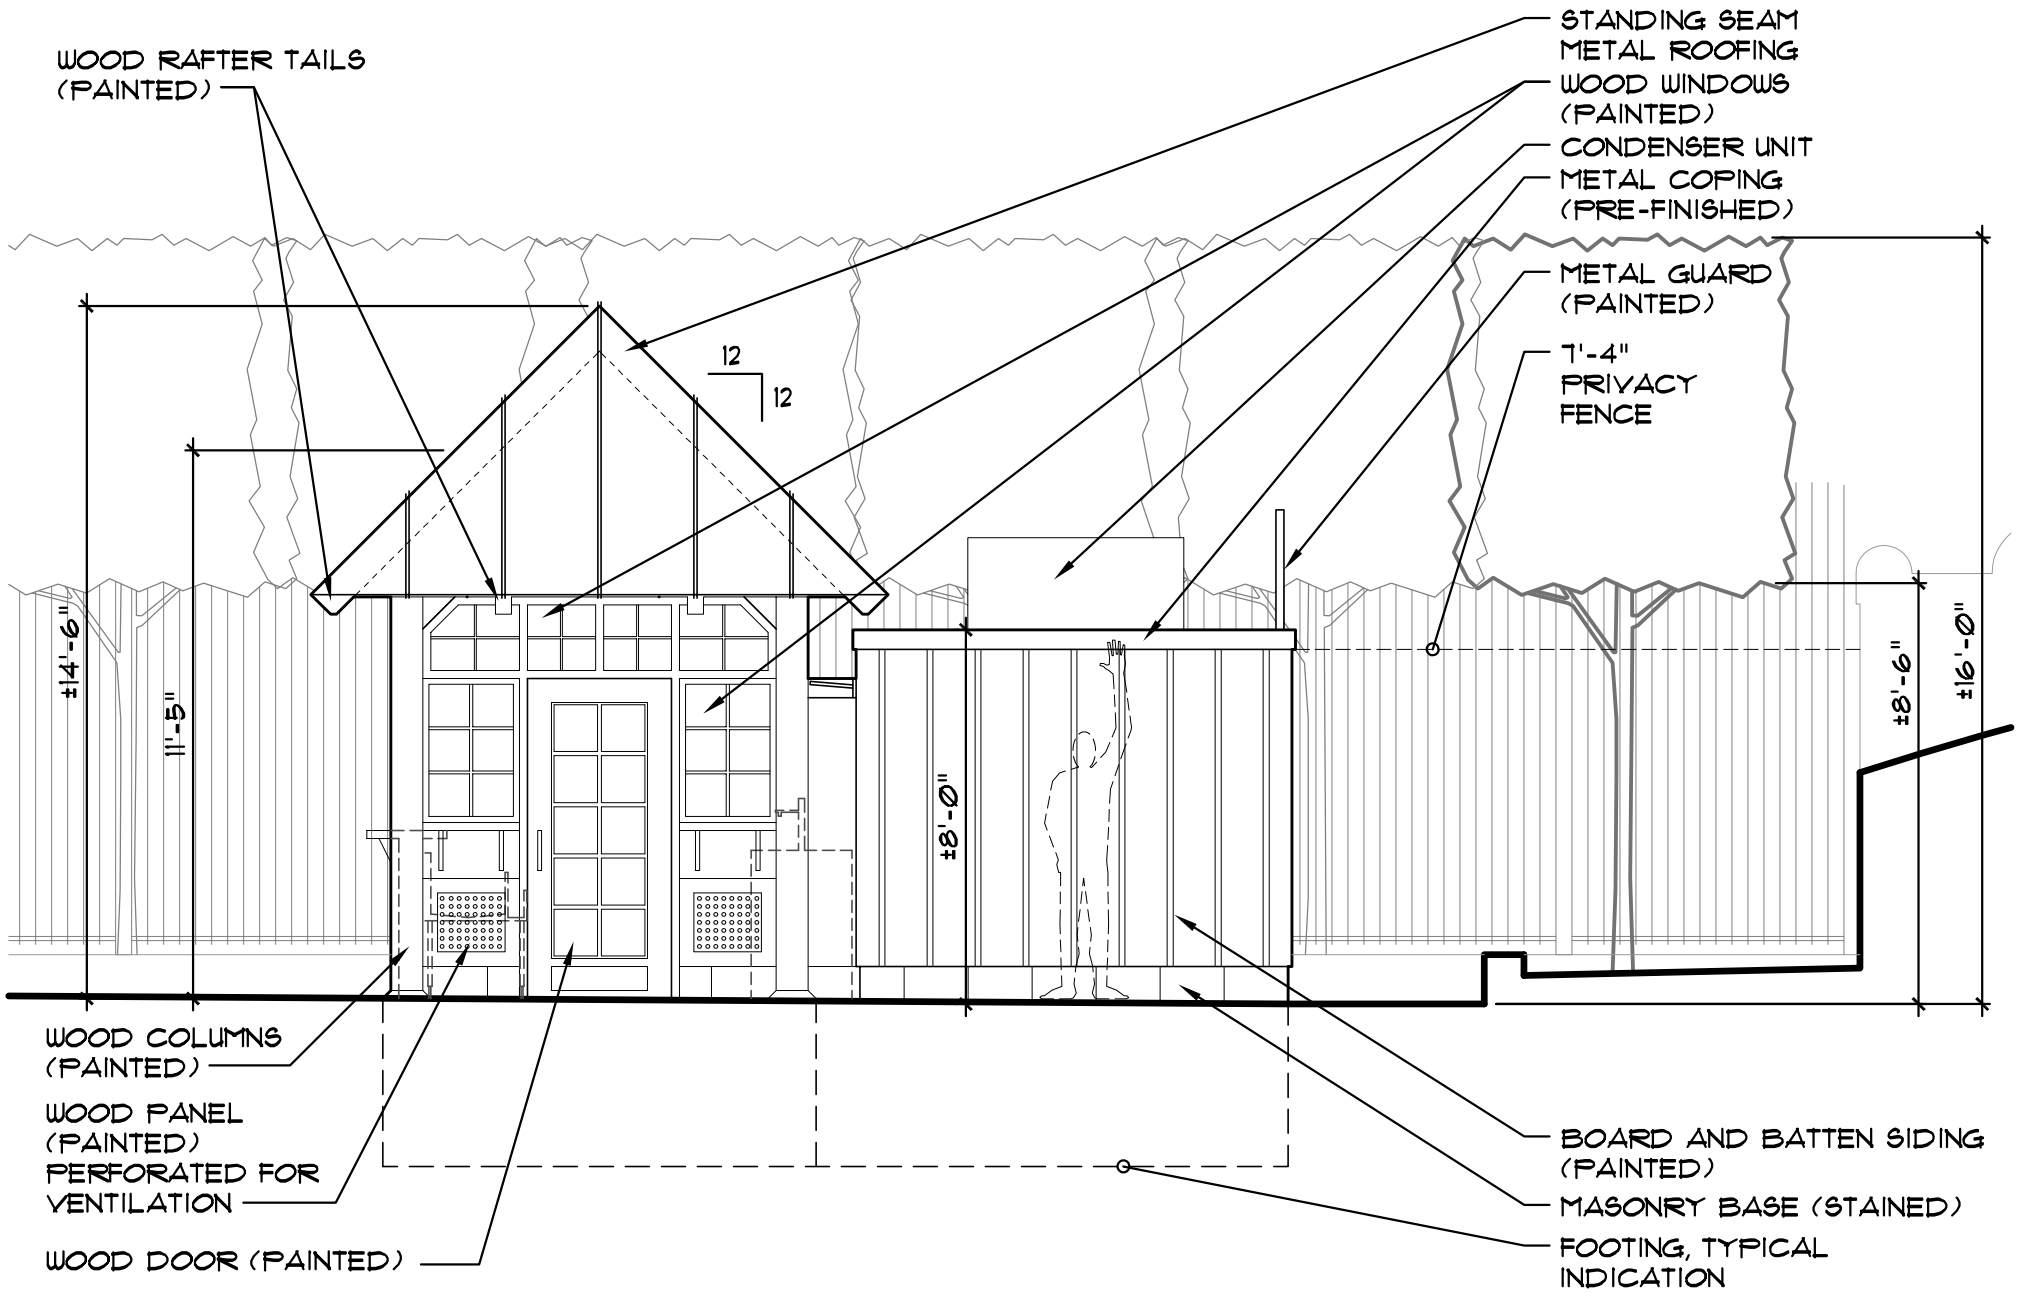 WOOD RAFTER TAILS
(PAINTED)
STANDING SEAM
METAL ROOFING
WOOD WINDOWS
(PAINTED)
CONDENSER UNIT
METAL COPING
(PRE-FINISHED)
METAL GUARD
(PAINTED)
7'-4"
PRIVACY
FENCE
12
12
±14'-6"
11'-5"
±8'-0"
±8'-6"
±16'-0"
WOOD COLUMNS
(PAINTED)
WOOD PANEL
(PAINTED)
PERFORATED FOR
VENTILATION
WOOD DOOR (PAINTED)
BOARD AND BATTEN SIDING
(PAINTED)
MASONRY BASE (STAINED)
FOOTING, TYPICAL
INDICATION